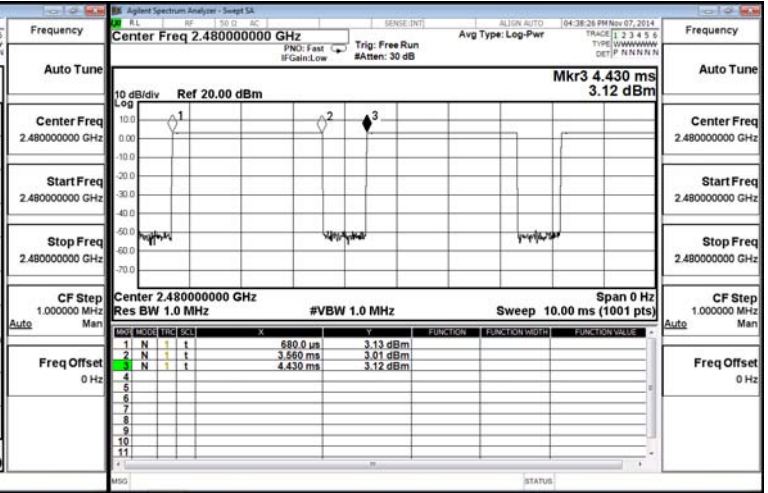 Frequency
Auto Tune
Center Freq
2.480000000 GHz
Start Freq
2.480000000 GHz
Stop Freq
2.480000000 GHz
CF Step
1.000000 MHz
Auto Man
Freq Offset
0 Hz
Agilent Spectrum Analyzer - Swept SA
RL RF 50 Ω AC SENSE:INT ALIGN AUTO 04:38:26 PM Nov 07, 2014
Center Freq 2.480000000 GHz
PNO: Fast
IFGain:Low
Trig: Free Run
#Atten: 30 dB
Avg Type: Log-Pwr
TRACE 1 2 3 4 5 6
TYPE WWWWWW
DET P NNNNN
Mkr3 4.430 ms
3.12 dBm
10 dB/div Ref 20.00 dBm
Log
10.0
0.00
-10.0
-20.0
-30.0
-40.0
-50.0
-60.0
-70.0
1
2
3
Center 2.480000000 GHz Span 0 Hz
Res BW 1.0 MHz #VBW 1.0 MHz Sweep 10.00 ms (1001 pts)
MKR MODE TRC SCL X Y FUNCTION FUNCTION WIDTH FUNCTION VALUE
1 N 1 t 680.0 µs 3.13 dBm
2 N 1 t 3.560 ms 3.01 dBm
3 N 1 t 4.430 ms 3.12 dBm
4
5
6
7
8
9
10
11
MSG STATUS
Frequency
Auto Tune
Center Freq
2.480000000 GHz
Start Freq
2.480000000 GHz
Stop Freq
2.480000000 GHz
CF Step
1.000000 MHz
Auto Man
Freq Offset
0 Hz